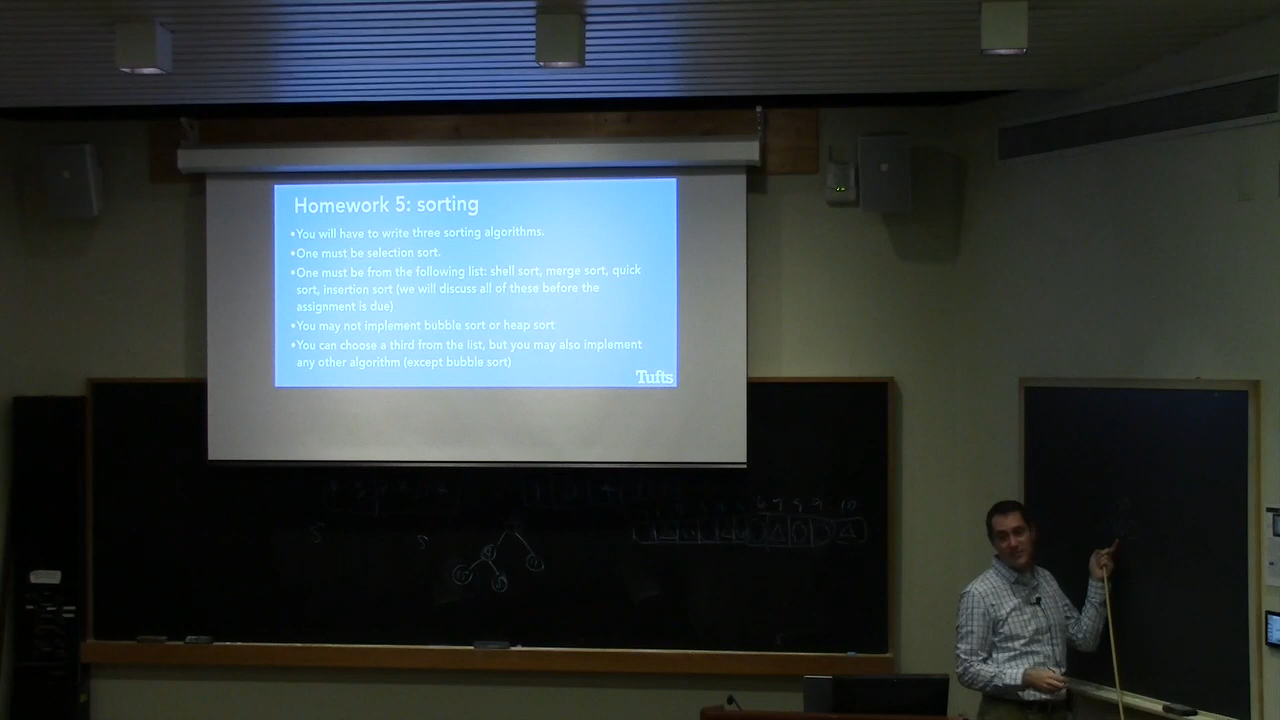 Homework 5: sorting
•You will have to write three sorting algorithms.
•One must be selection sort.
•One must be from the following list: shell sort, merge sort, quick
sort, insertion sort (we will discuss all of these before the
assignment is due)
•You may not implement bubble sort or heap sort
•You can choose a third from the list, but you may also implement
any other algorithm (except bubble sort)
Tufts
5
5
10